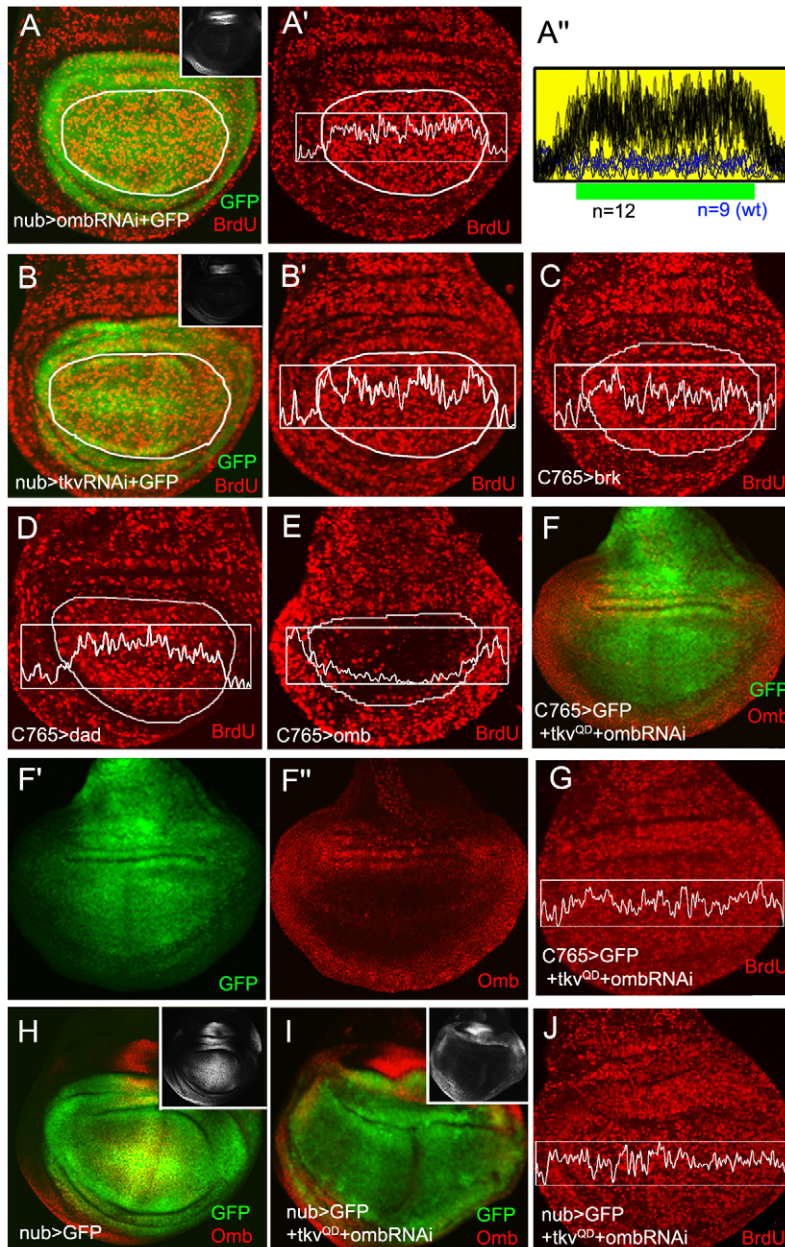 A
GFP
nub>ombRNAi+GFP
BrdU
A'
BrdU
A"
n=12
n=9 (wt)
B
GFP
nub>tkvRNAi+GFP
BrdU
B'
BrdU
C
C765>brk
BrdU
D
C765>dad
BrdU
E
C765>omb
BrdU
F
GFP
C765>GFP
Omb
+tkvQD+ombRNAi
F'
GFP
F"
Omb
G
C765>GFP
+tkvQD+ombRNAi
BrdU
H
GFP
nub>GFP
Omb
I
nub>GFP
GFP
+tkvQD+ombRNAi
Omb
J
nub>GFP
+tkvQD+ombRNAi
BrdU